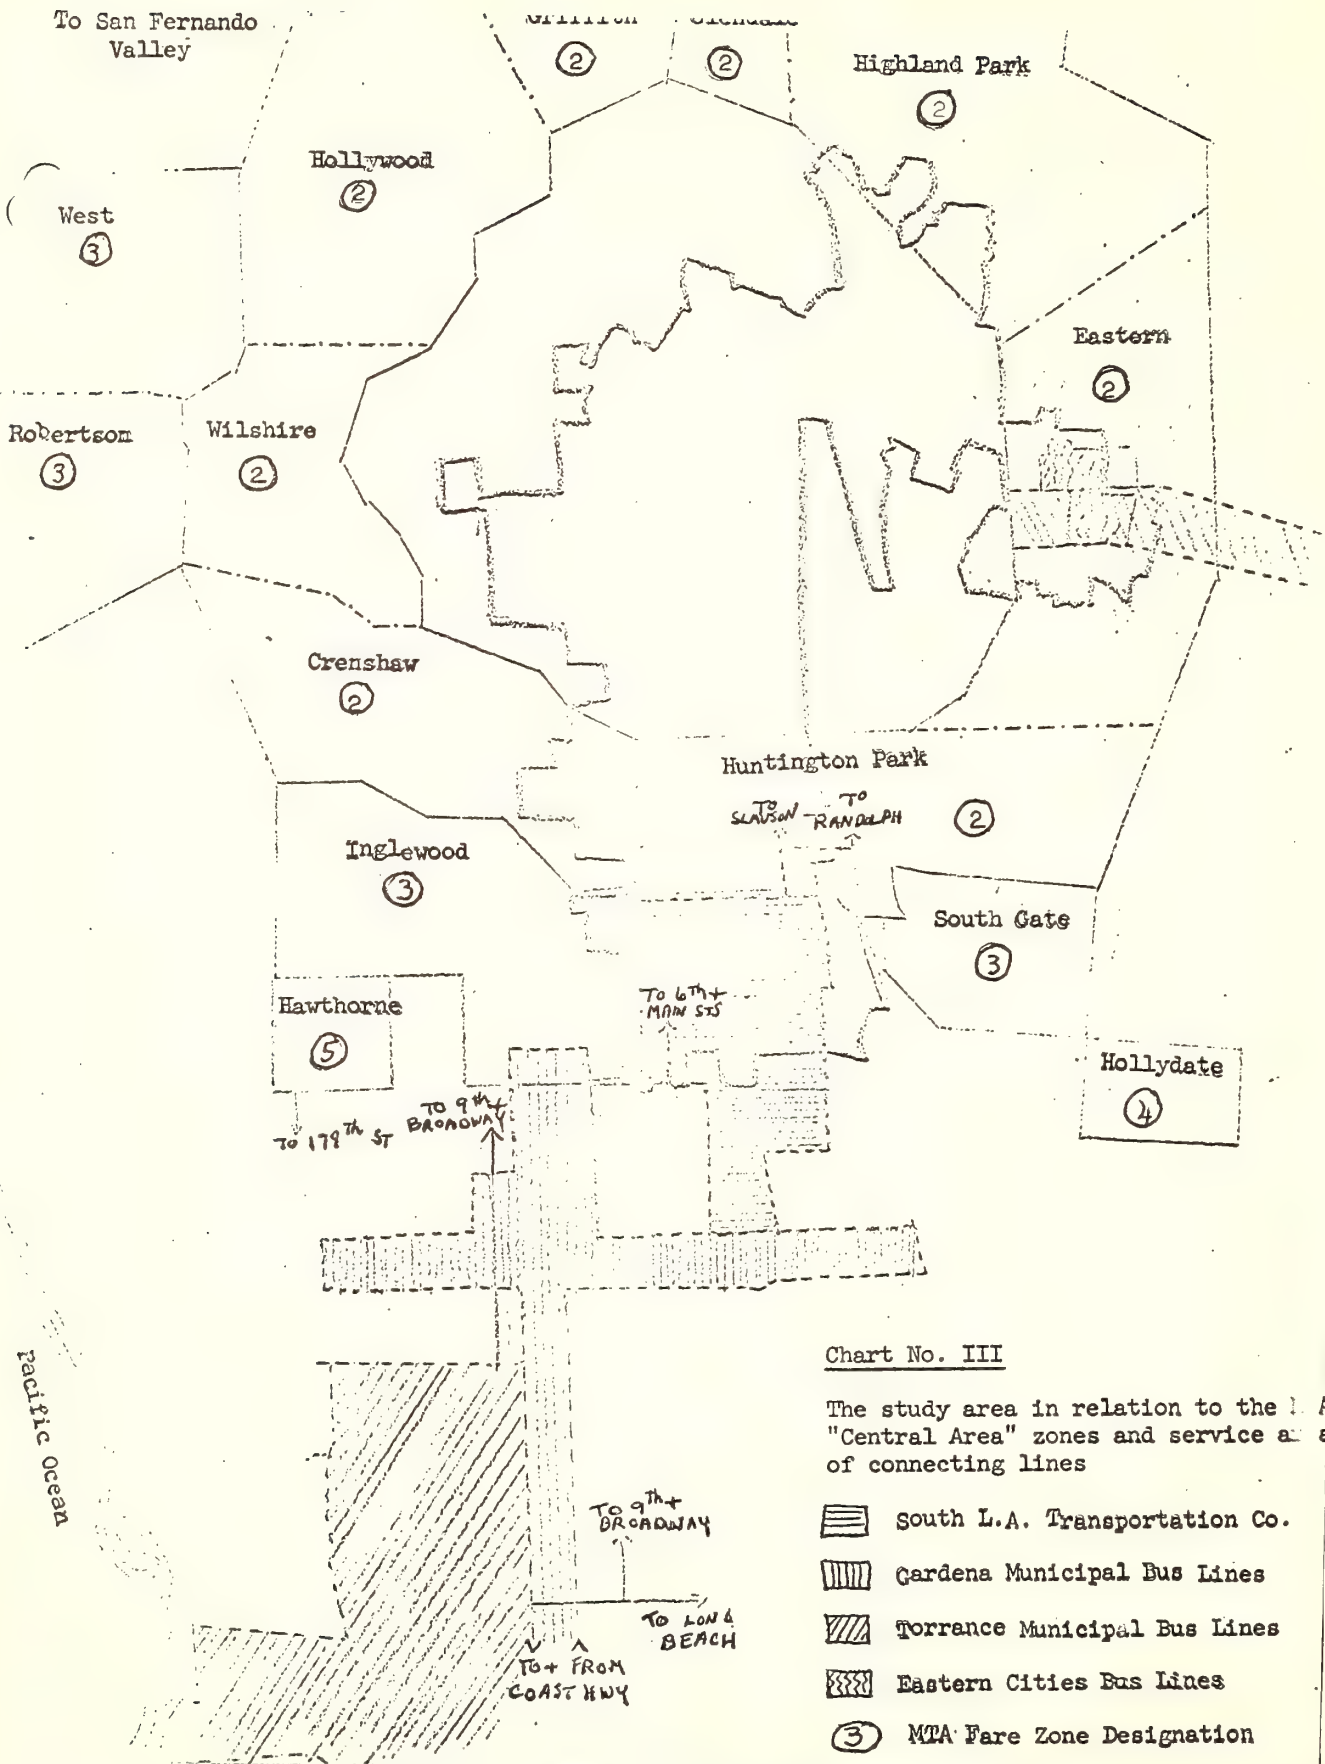 To San Fernando
Valley
②
②
Highland Park
②
Hollywood
②
West
③
Eastern
②
Robertson
③
Wilshire
②
Crenshaw
②
Huntington Park
②
TO
SLAUSON
TO
RANDOLPH
Inglewood
③
South Gate
③
Hawthorne
⑤
TO 6th +
MAIN STS
Hollydate
④
TO 9th +
BROADWAY
TO 178th ST
Pacific Ocean
Chart No. III
The study area in relation to the
"Central Area" zones and service
of connecting lines
South L.A. Transportation Co.
Gardena Municipal Bus Lines
Torrance Municipal Bus Lines
Eastern Cities Bus Lines
③ MTA Fare Zone Designation
TO 9th +
BROADWAY
TO LONG
BEACH
TO + FROM
COAST HWY